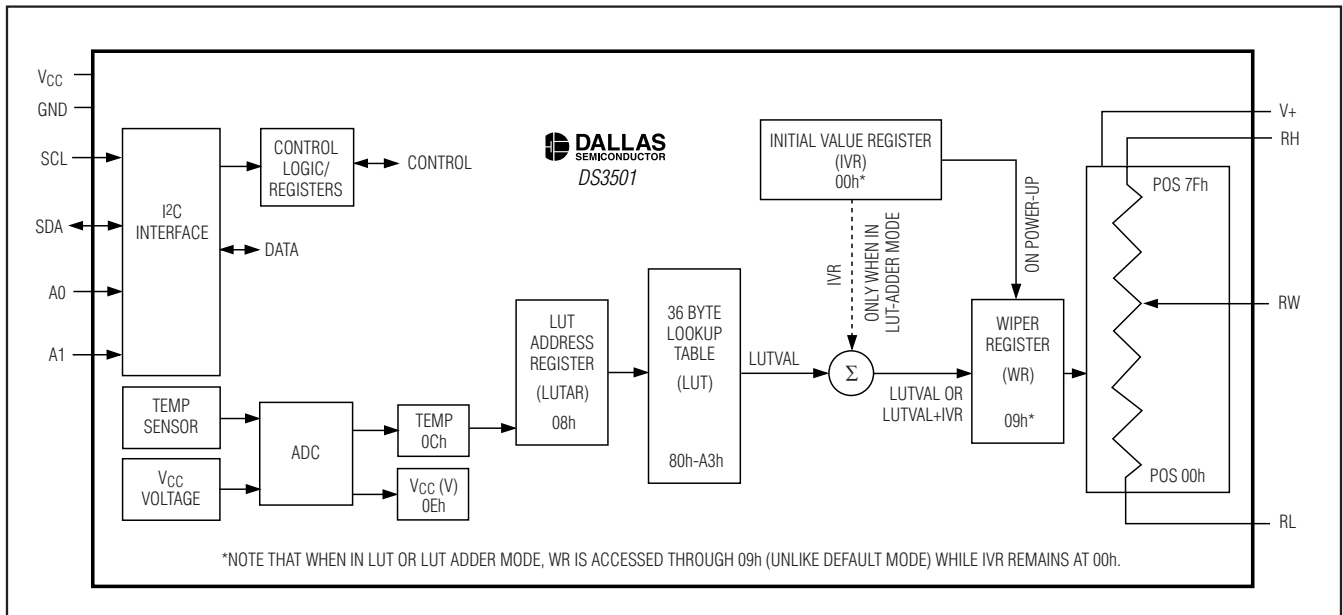 VCC
GND
SCL
SDA
A0
A1
I2C
INTERFACE
CONTROL
LOGIC/
REGISTERS
CONTROL
DATA
DALLAS
SEMICONDUCTOR
DS3501
INITIAL VALUE REGISTER
(IVR)
00h*
IVR
ONLY WHEN IN
LUT-ADDER MODE
ON POWER-UP
TEMP
SENSOR
VCC
VOLTAGE
ADC
TEMP
0Ch
VCC (V)
0Eh
LUT
ADDRESS
REGISTER
(LUTAR)
08h
36 BYTE
LOOKUP
TABLE
(LUT)
80h-A3h
LUTVAL
Σ
LUTVAL OR
LUTVAL+IVR
WIPER
REGISTER
(WR)
09h*
POS 7Fh
POS 00h
V+
RH
RW
RL
*NOTE THAT WHEN IN LUT OR LUT ADDER MODE, WR IS ACCESSED THROUGH 09h (UNLIKE DEFAULT MODE) WHILE IVR REMAINS AT 00h.